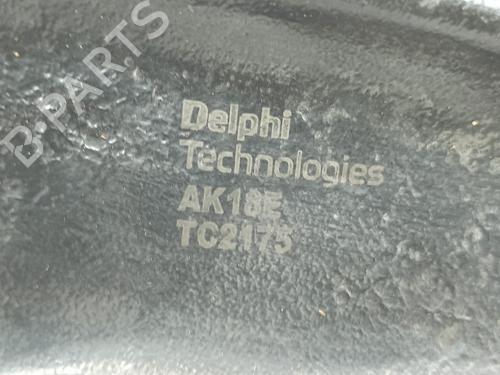 B-PARTS
Delphi
Technologies
AK18E
TC2175